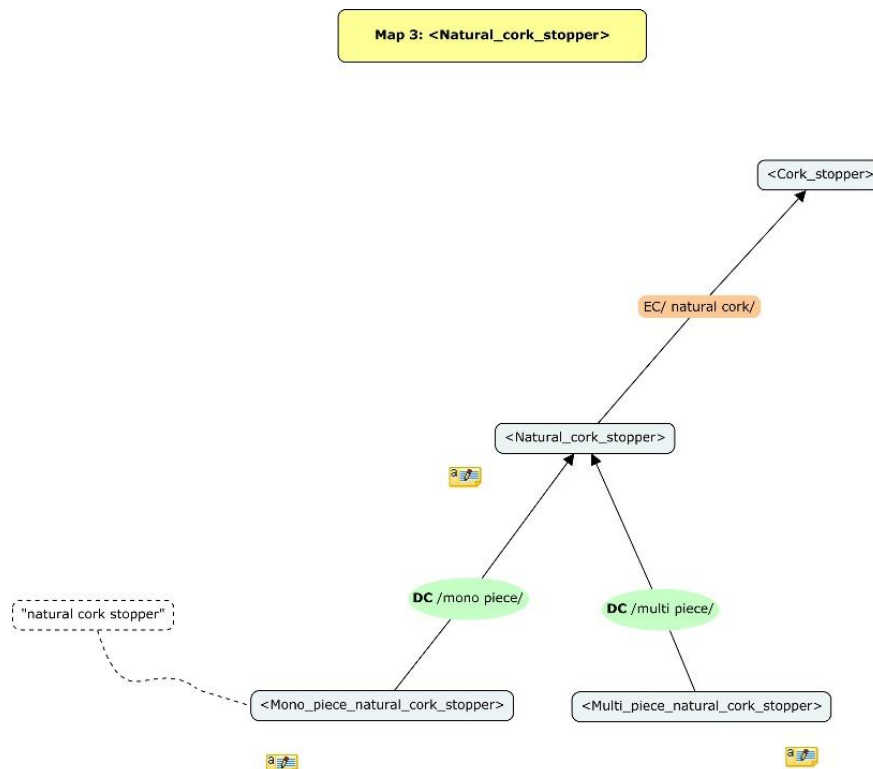 Map 3: <Natural_cork_stopper>
<Cork_stopper>
EC/ natural cork/
<Natural_cork_stopper>
a
DC /mono piece/
DC /multi piece/
"natural cork stopper"
<Mono_piece_natural_cork_stopper>
<Multi_piece_natural_cork_stopper>
a
a